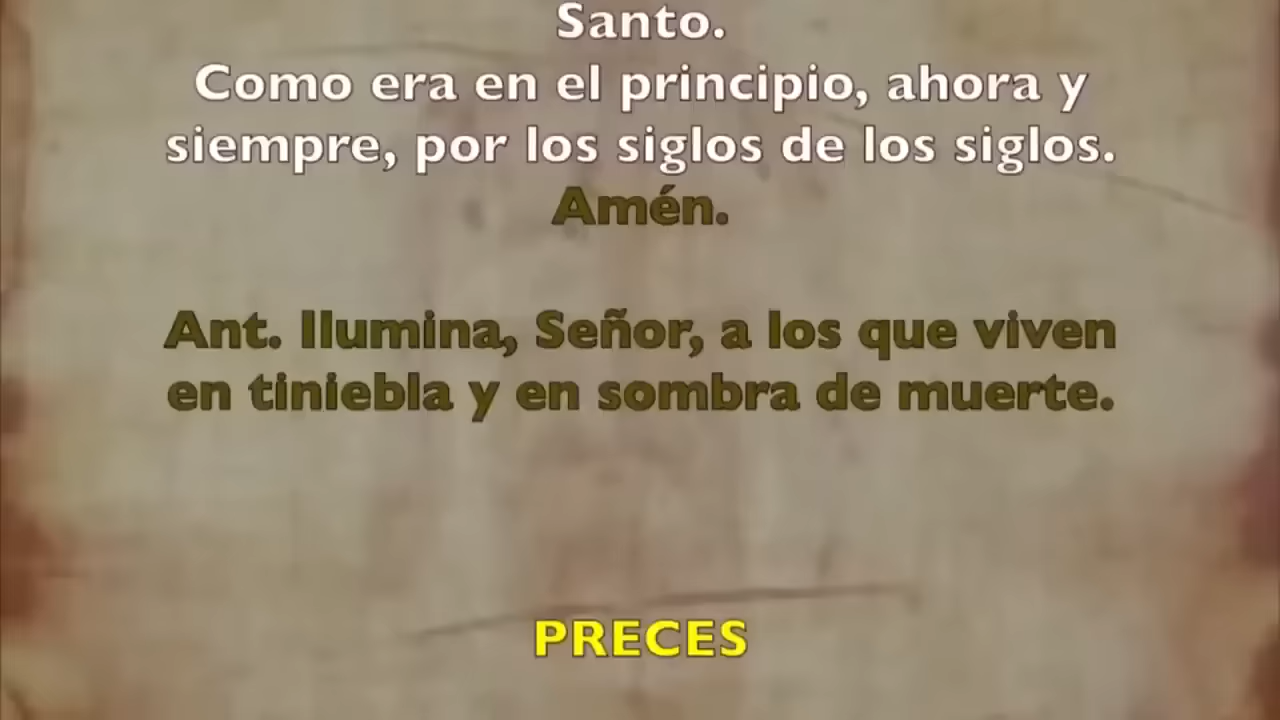 Santo.
Como era en el principio, ahora y
siempre, por los siglos de los siglos.
Amén.
Ant. Ilumina, Señor, a los que viven
en tiniebla y en sombra de muerte.
PRECES